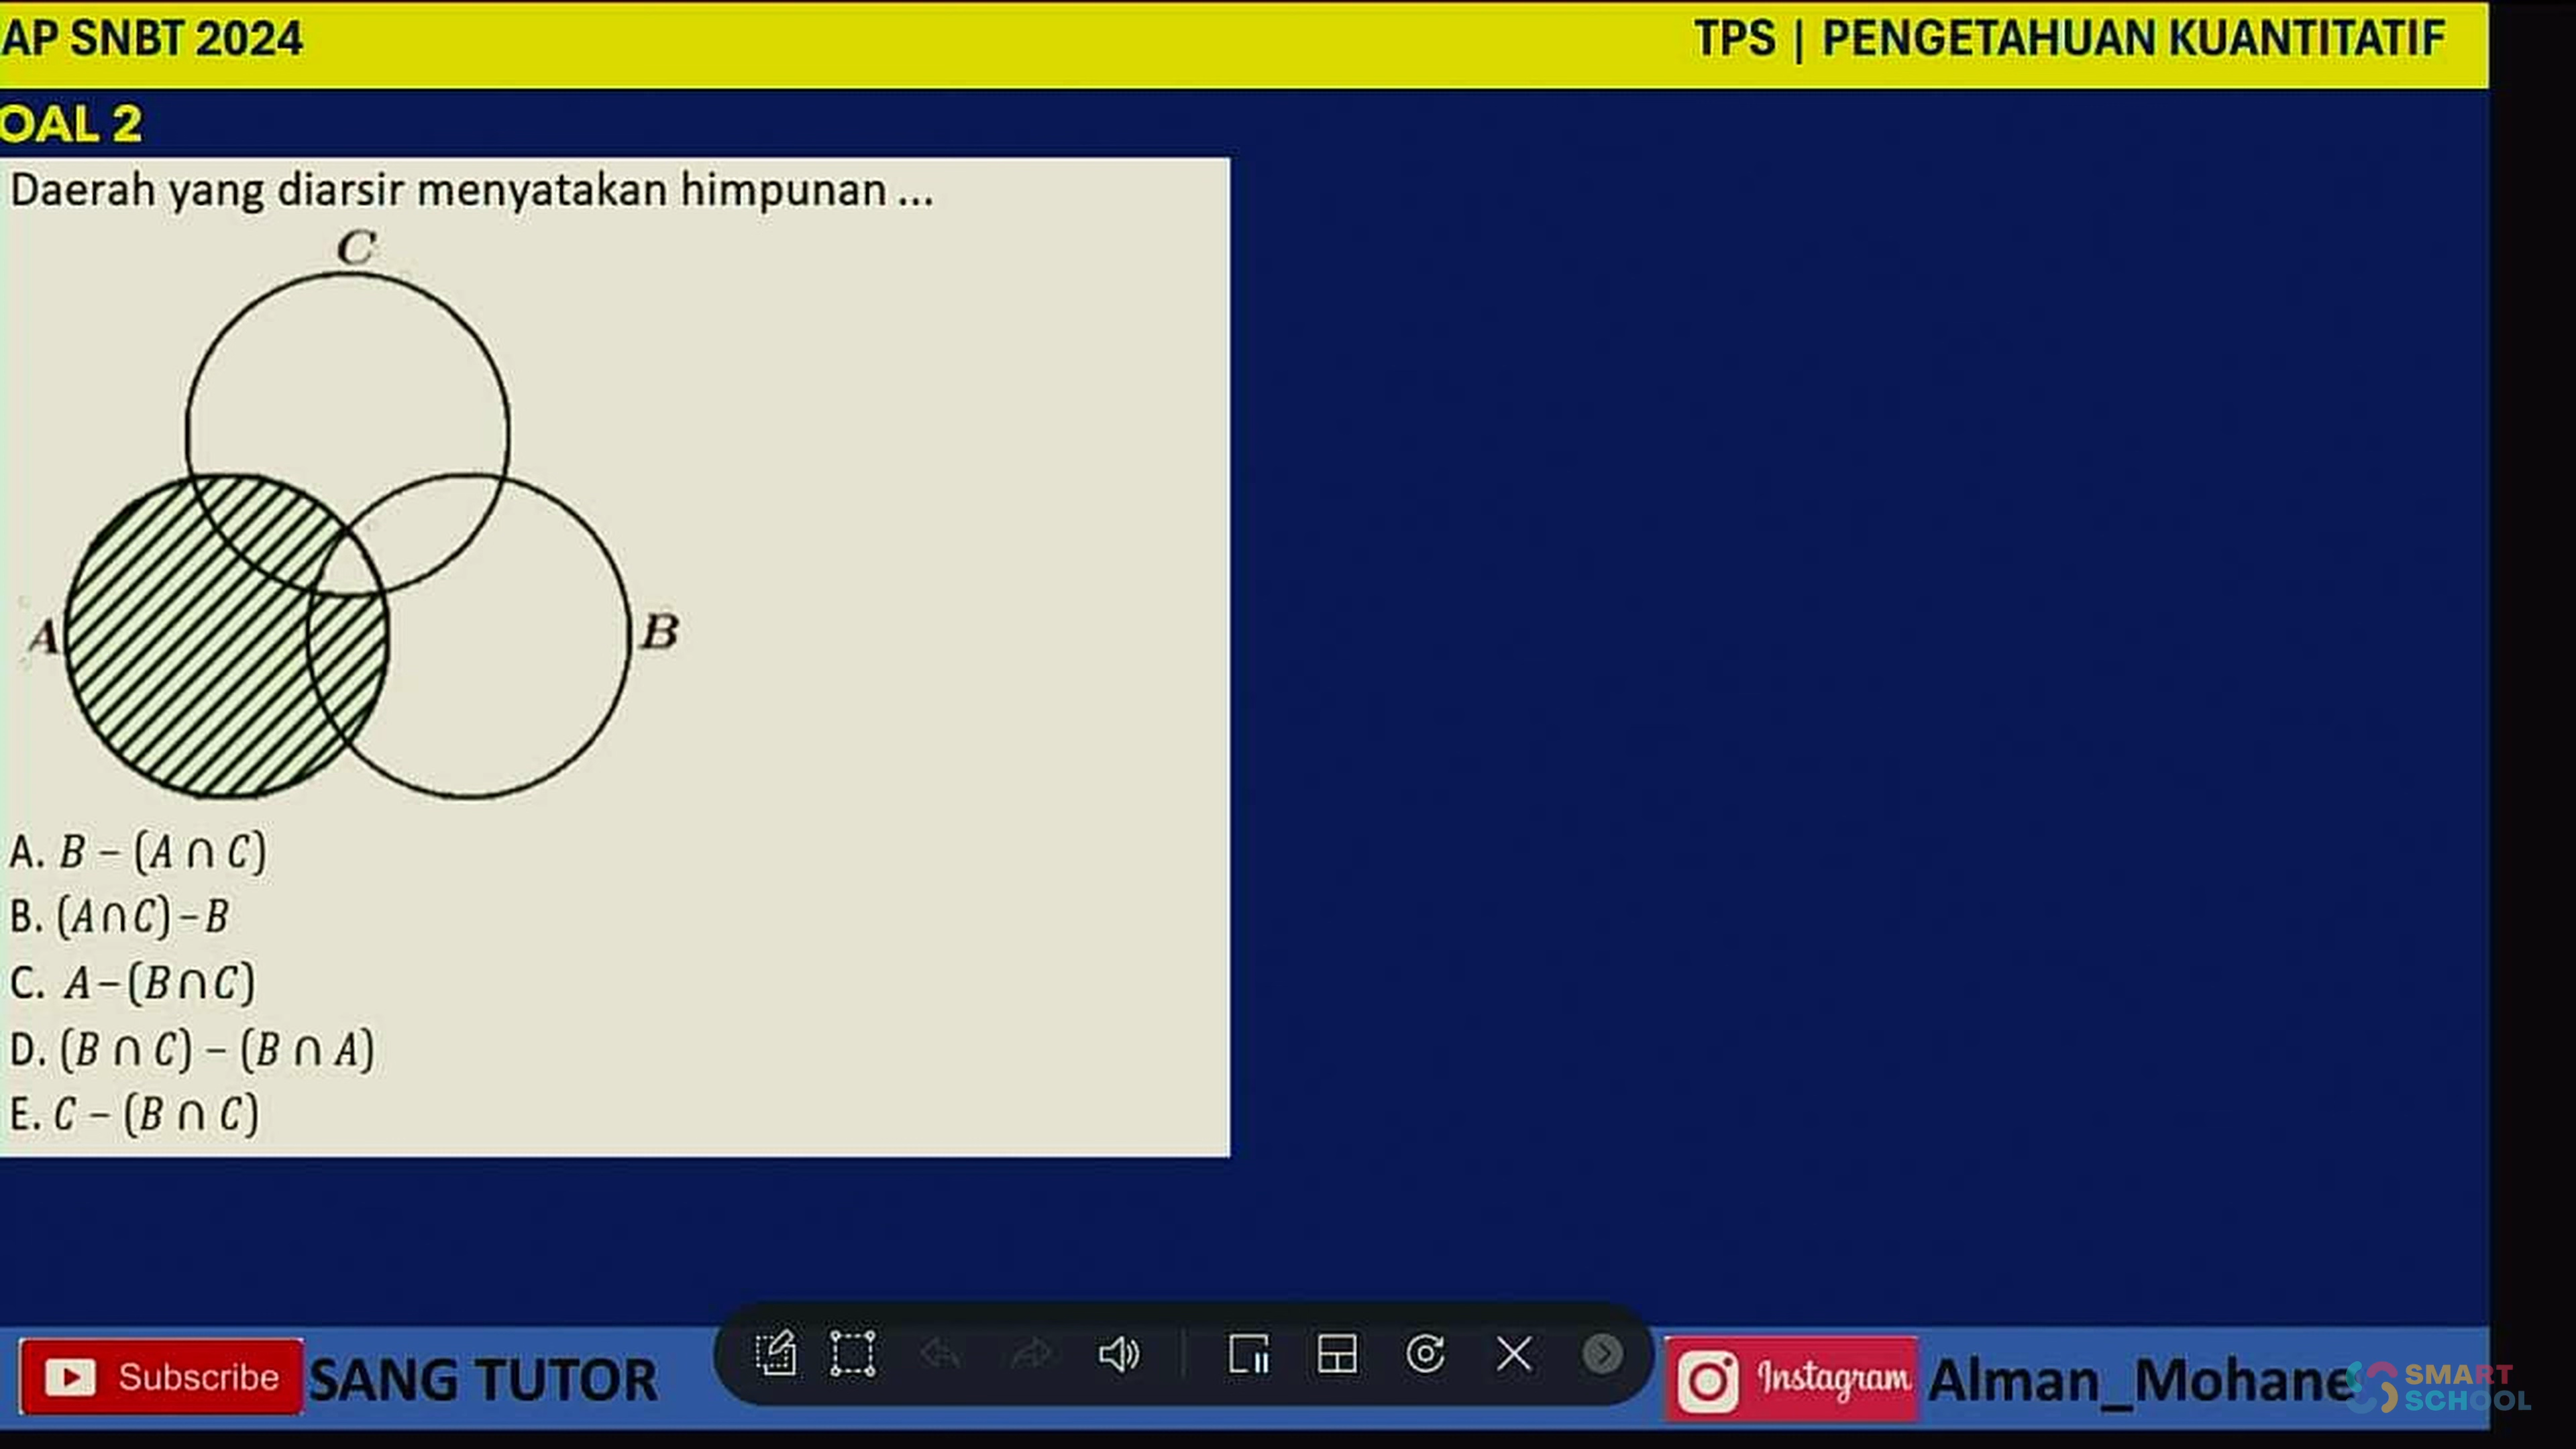 AP SNBT 2024
TPS | PENGETAHUAN KUANTITATIF
OAL 2
Daerah yang diarsir menyatakan himpunan ...
C
A
B
A. B – (A ∩ C)
B. (A∩C)–B
C. A–(B∩C)
D. (B ∩ C) – (B ∩ A)
E. C – (B ∩ C)
Subscribe
SANG TUTOR
Instagram
Alman_Mohane
SMART
SCHOOL